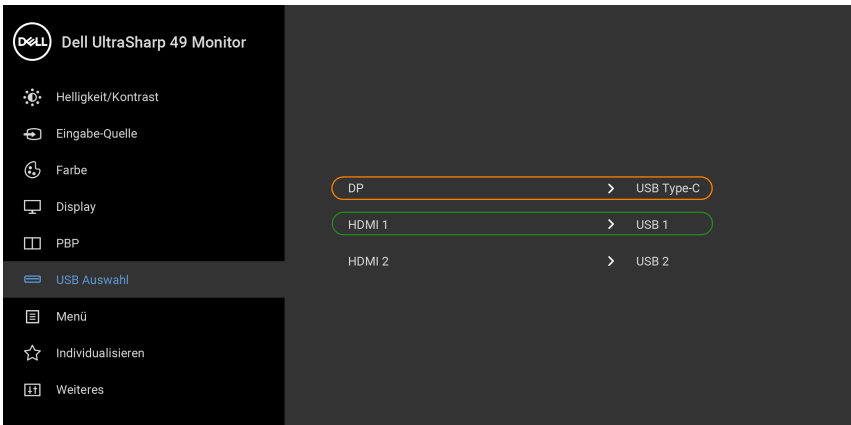 DELL Dell UltraSharp 49 Monitor
Helligkeit/Kontrast
Eingabe-Quelle
Farbe
Display
PBP
USB Auswahl
Menü
Individualisieren
Weiteres
DP > USB Type-C
HDMI 1 > USB 1
HDMI 2 > USB 2